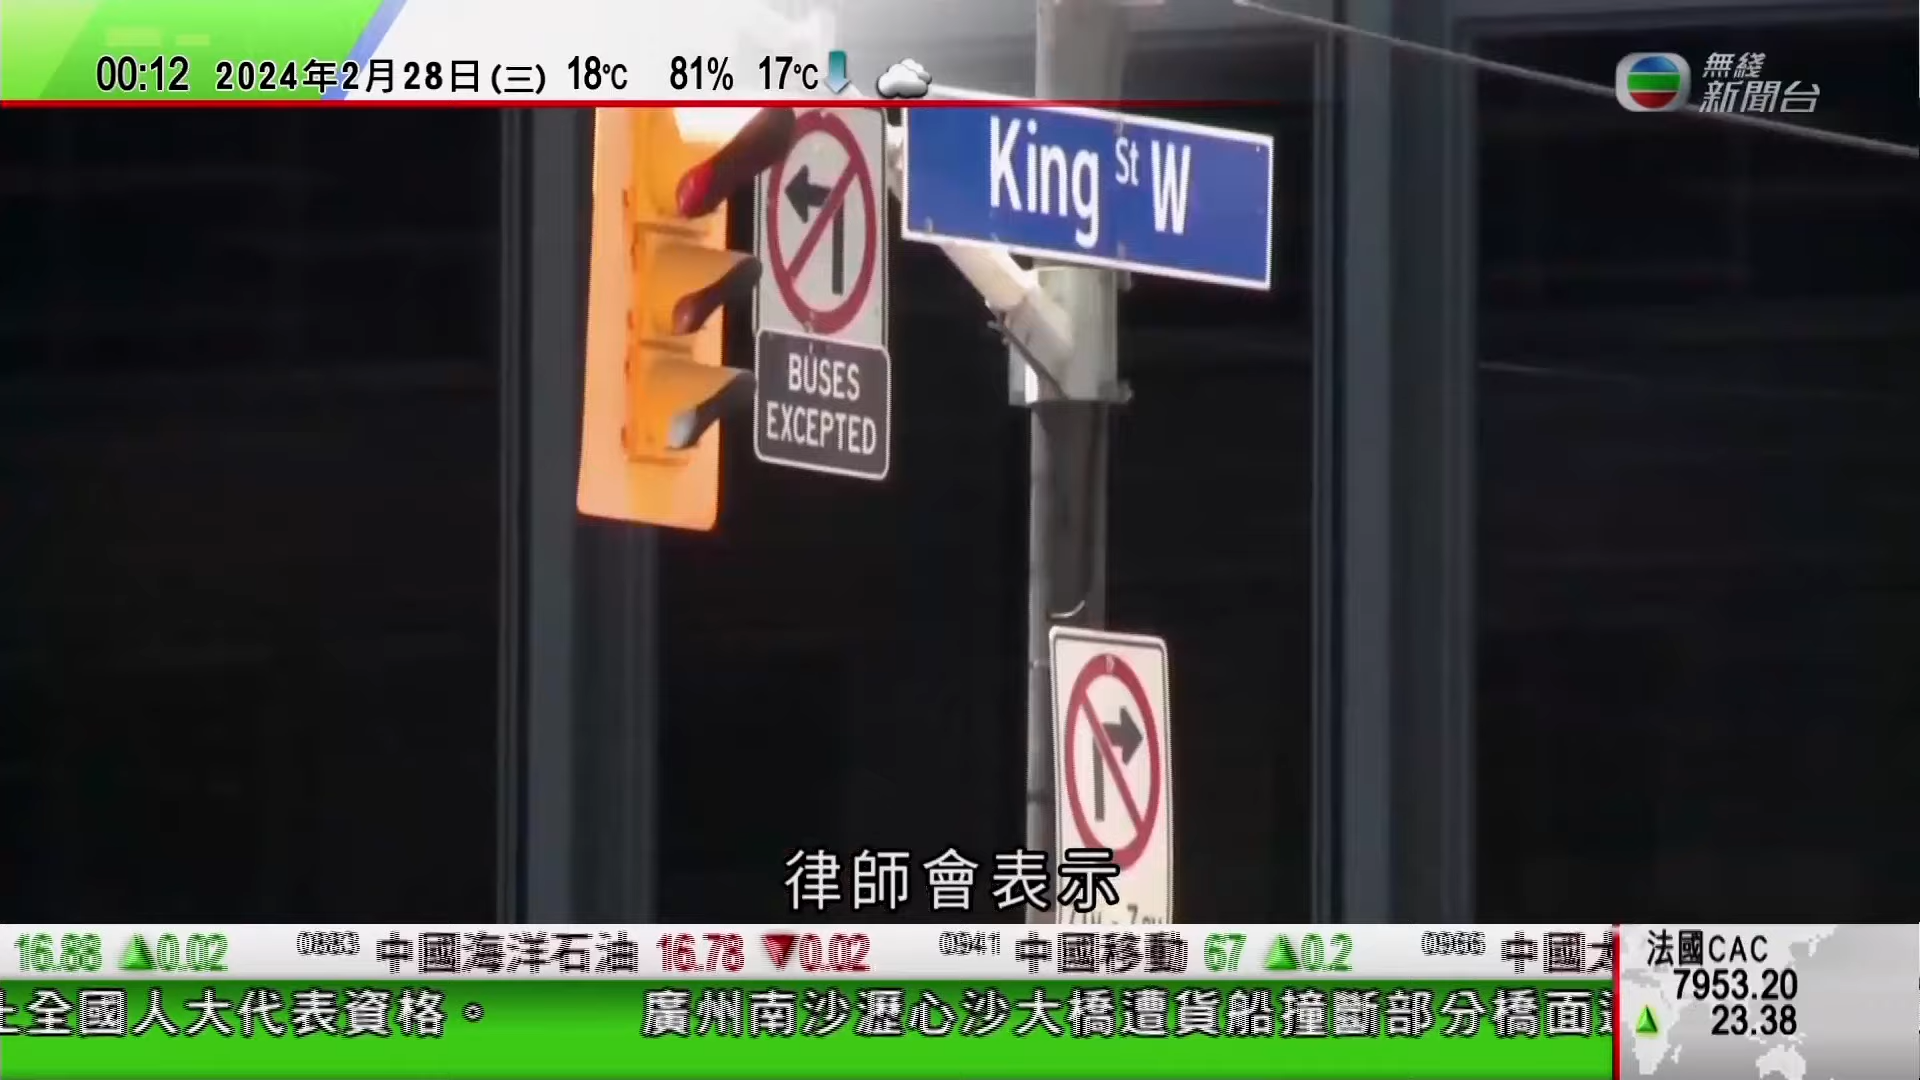 00:12 2024年2月28日(三) 18℃ 81% 17℃
無綫
新聞台
King St W
BUSES
EXCEPTED
律師會表示
16.88 ▲0.02 0883 中國海洋石油 16.78 ▼0.02 0941 中國移動 67 ▲0.2 0966 中國太
法國CAC
7953.20
▲ 23.38
上全國人大代表資格。 廣州南沙瀝心沙大橋遭貨船撞斷部分橋面